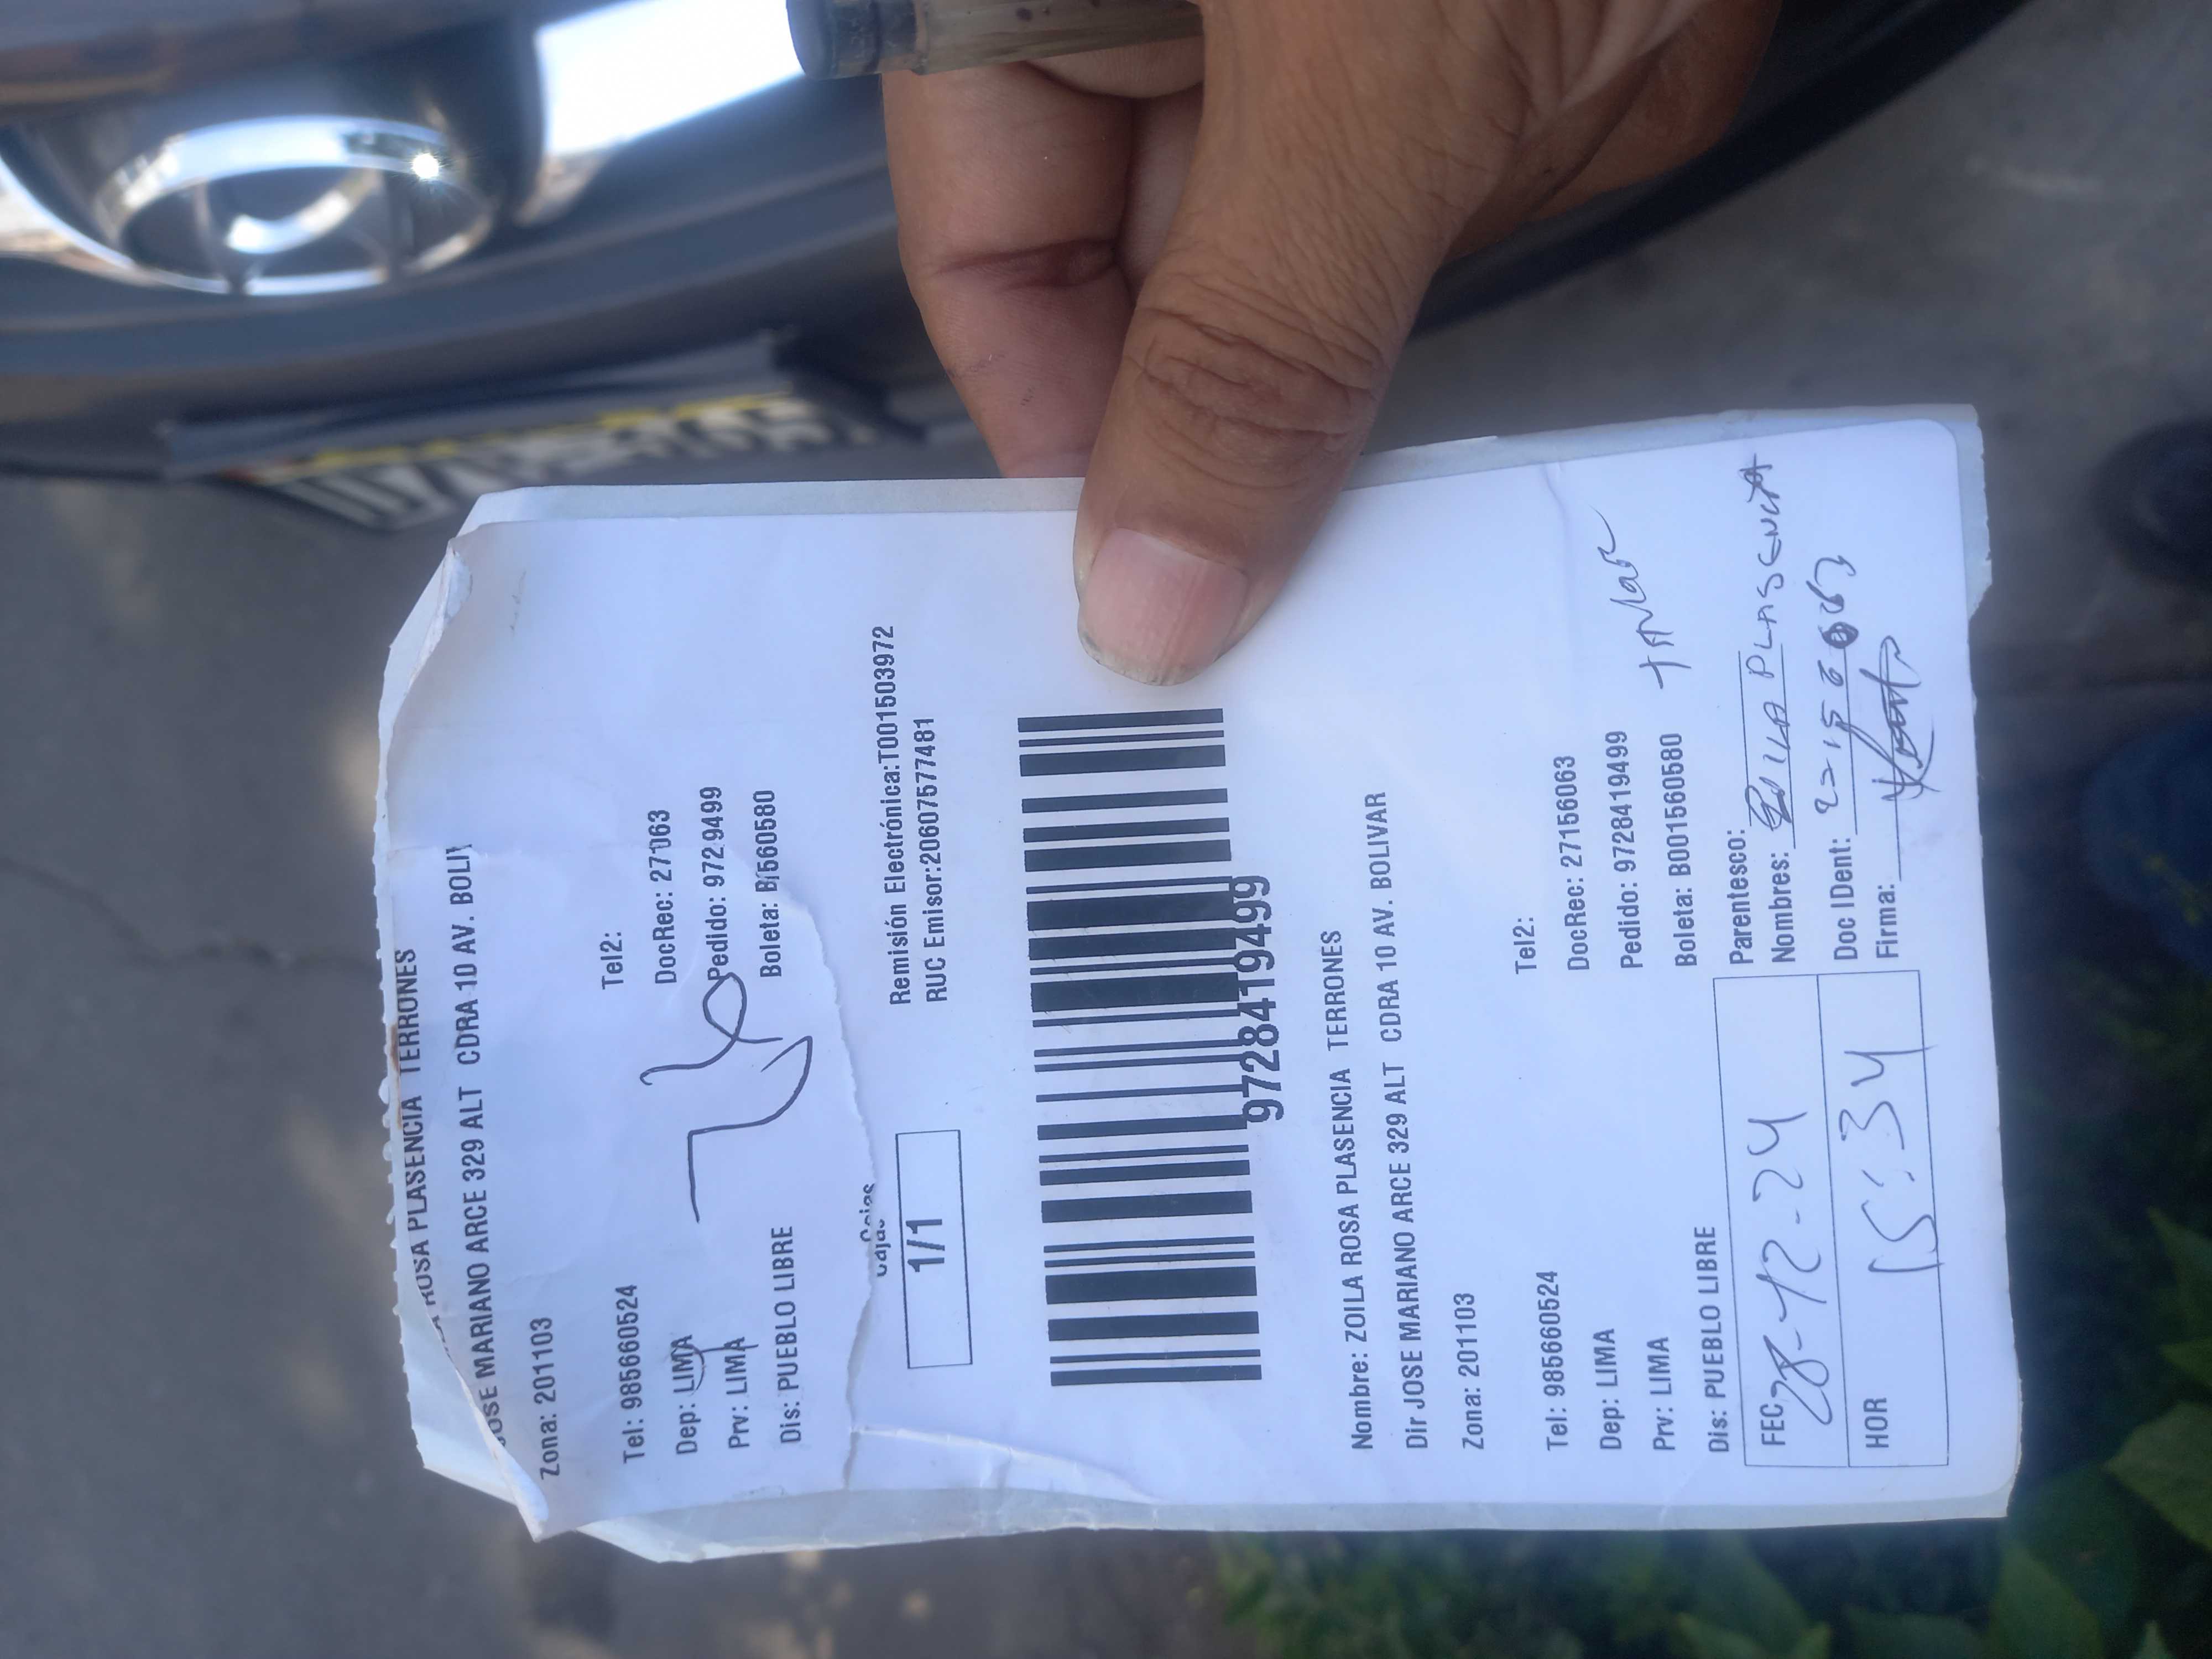 ROSA PLASENCIA TERRONES
JOSE MARIANO ARCE 329 ALT CDRA 10 AV. BOLI
Zona: 201103
Tel: 985660524 Tel2:
Dep: LIMA DocRec: 27 063
Prv: LIMA Pedido: 972 9499
Dis: PUEBLO LIBRE Boleta: B 560580
Cajas
1/1
Remisión Electrónica:T001503972
RUC Emisor:20607577481
9728419499
Nombre: ZOILA ROSA PLASENCIA TERRONES
Dir JOSE MARIANO ARCE 329 ALT CDRA 10 AV. BOLIVAR
Zona: 201103
Tel: 985660524 Tel2:
Dep: LIMA DocRec: 27156063
Prv: LIMA Pedido: 9728419499
Dis: PUEBLO LIBRE Boleta: B001560580
titular
FEC 28-12-24 Parentesco:
Nombres: PLASENCIA
HOR 15:34 Doc IDent:
Firma: